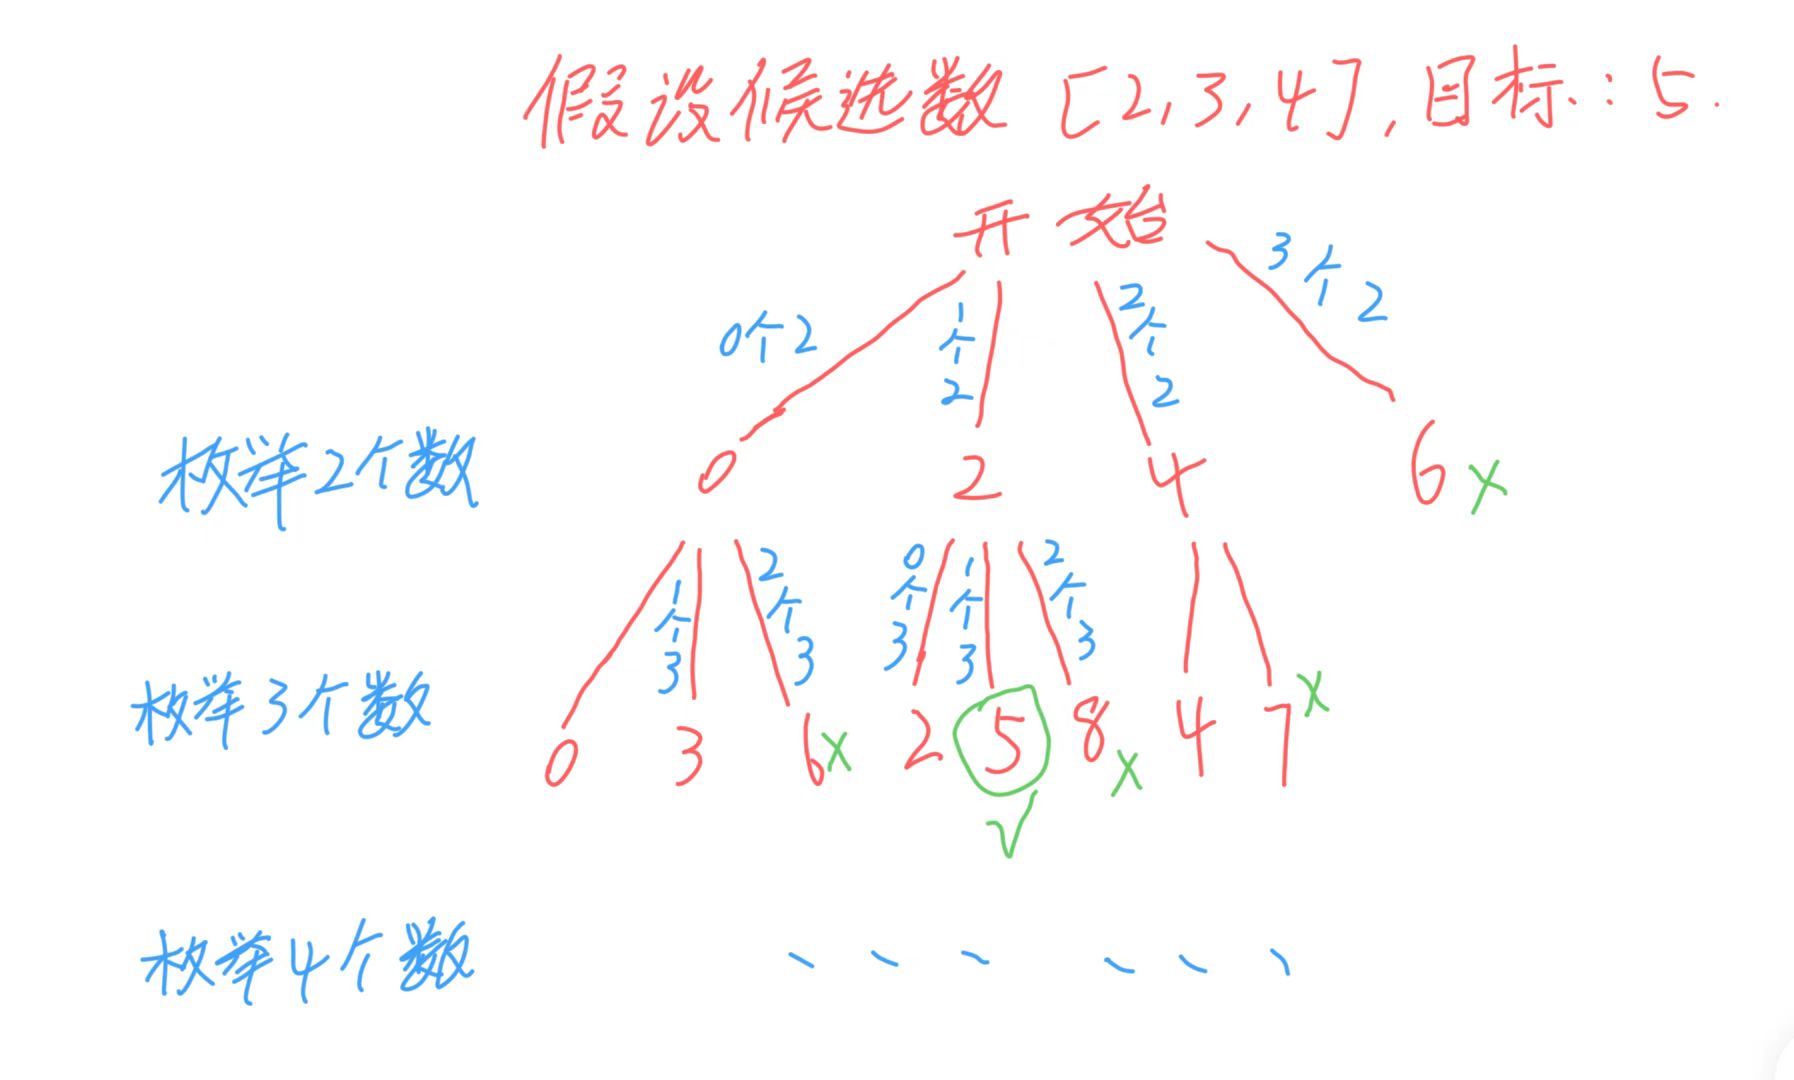 假设候选数 [2,3,4],目标:5.
开始
0个2 1个2 2个2 3个2
枚举2个数 0 2 4 6 x
1个3 2个3 0个3 1个3 2个3
枚举3个数 0 3 6x 2 5 8x 4 7x
枚举4个数